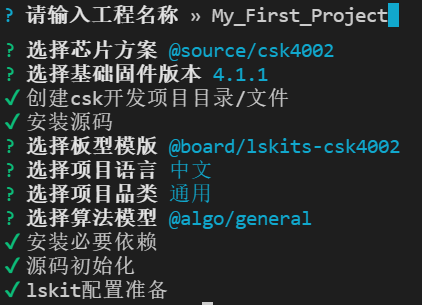 ? 请输入工程名称 » My_First_Project
? 选择芯片方案 @source/csk4002
? 选择基础固件版本 4.1.1
✔ 创建csk开发项目目录/文件
✔ 安装源码
? 选择板型模版 @board/lskits-csk4002
? 选择项目语言 中文
? 选择项目品类 通用
? 选择算法模型 @algo/general
✔ 安装必要依赖
✔ 源码初始化
✔ lskit配置准备